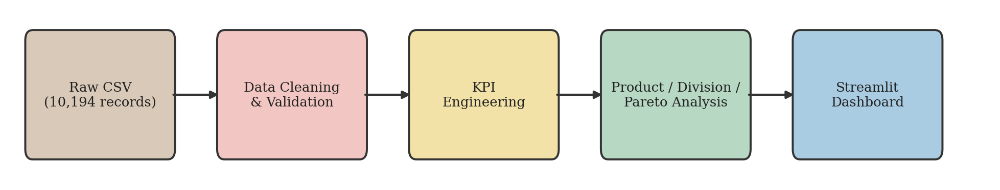 Raw CSV
(10,194 records)
Data Cleaning
& Validation
KPI
Engineering
Product / Division /
Pareto Analysis
Streamlit
Dashboard